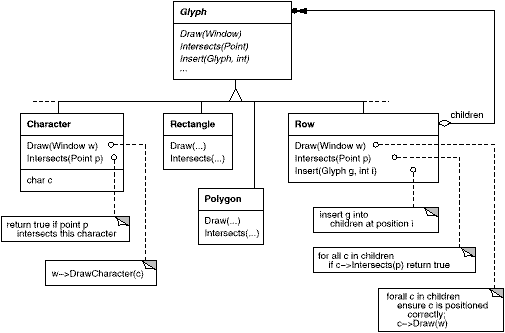 Glyph
Draw(Window)
Intersects(Point)
Insert(Glyph, int)
...
children
Character
Draw(Window w)
Intersects(Point p)
char c
Rectangle
Draw(...)
Intersects(...)
Row
Draw(Window w)
Intersects(Point p)
Insert(Glyph g, int i)
Polygon
Draw(...)
Intersects(...)
return true if point p
intersects this character
w->DrawCharacter(c)
insert g into
children at position i
for all c in children
if c->Intersects(p) return true
forall c in children
ensure c is positioned
correctly;
c->Draw(w)